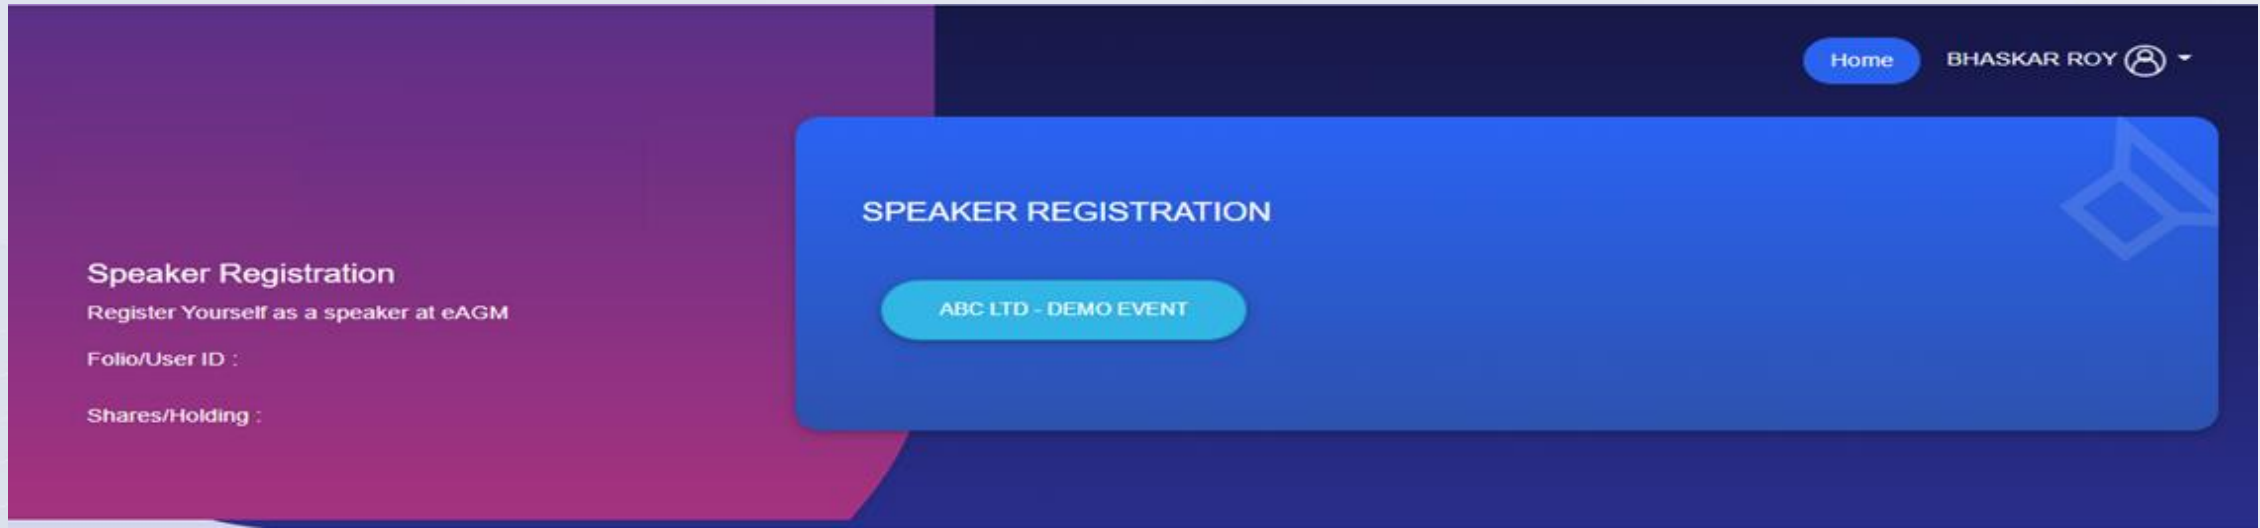 Home
BHASKAR ROY
SPEAKER REGISTRATION
ABC LTD - DEMO EVENT
Speaker Registration
Register Yourself as a speaker at eAGM
Folio/User ID :
Shares/Holding :